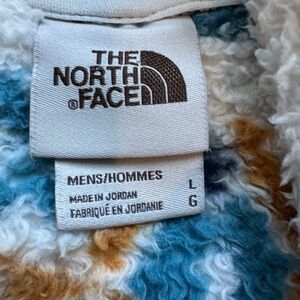 THE
NORTH
®FACE
MENS/HOMMES L
MADE IN JORDAN G
FABRIQUÉ EN JORDANIE